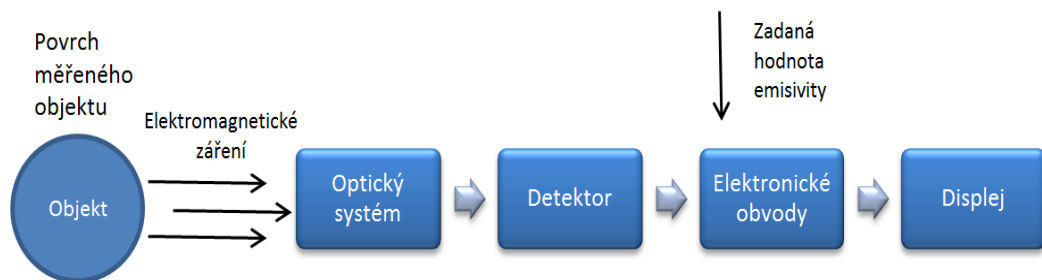 Povrch
měřeného
objektu
Elektromagnetické
záření
Zadaná
hodnota
emisivity
Objekt
Optický
systém
Detektor
Elektronické
obvody
Displej